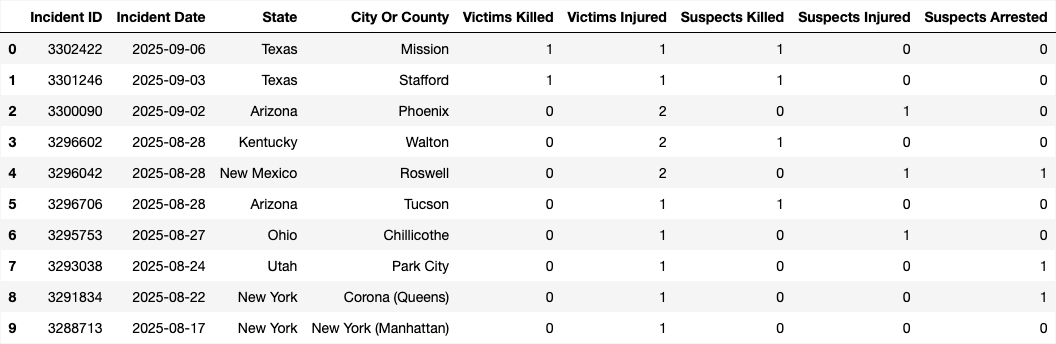 Incident ID Incident Date State City Or County Victims Killed Victims Injured Suspects Killed Suspects Injured Suspects Arrested
0 3302422 2025-09-06 Texas Mission 1 1 1 0 0
1 3301246 2025-09-03 Texas Stafford 1 1 1 0 0
2 3300090 2025-09-02 Arizona Phoenix 0 2 0 1 0
3 3296602 2025-08-28 Kentucky Walton 0 2 1 0 0
4 3296042 2025-08-28 New Mexico Roswell 0 2 0 1 1
5 3296706 2025-08-28 Arizona Tucson 0 1 1 0 0
6 3295753 2025-08-27 Ohio Chillicothe 0 1 0 1 0
7 3293038 2025-08-24 Utah Park City 0 1 0 0 1
8 3291834 2025-08-22 New York Corona (Queens) 0 1 0 0 1
9 3288713 2025-08-17 New York New York (Manhattan) 0 1 0 0 0